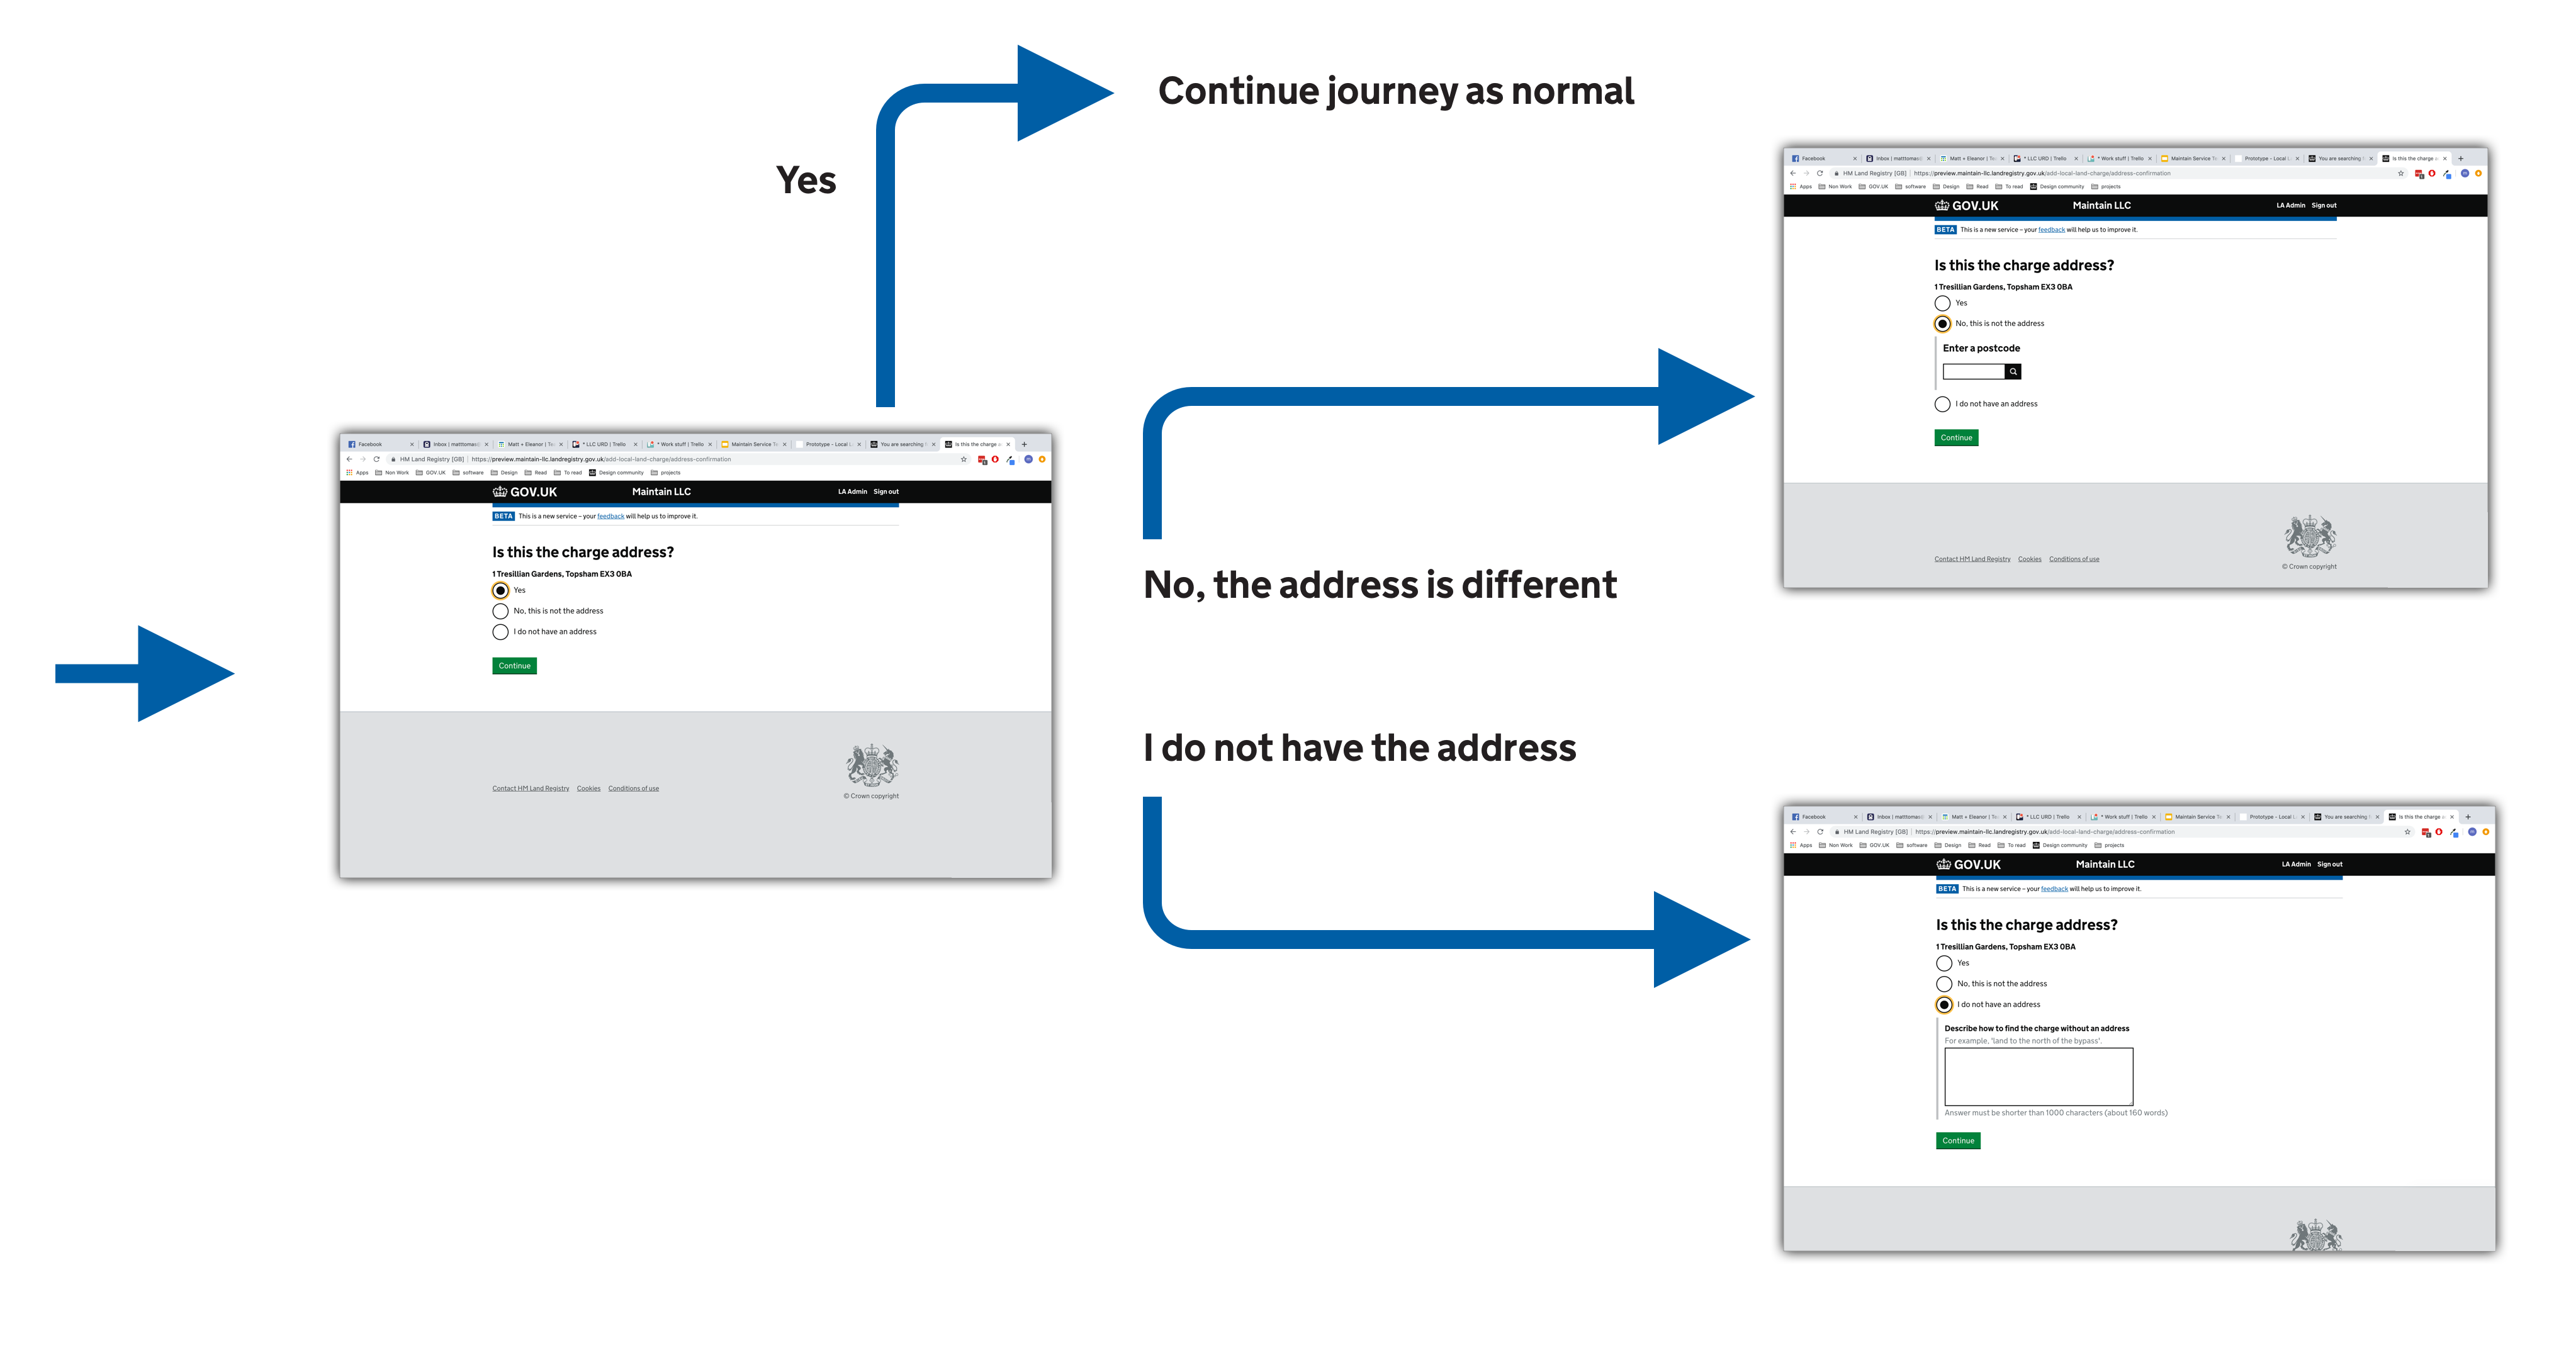 Continue journey as normal
Yes
Facebook
Inbox | mattomas
Matt + Eleanor | Tre
* LLC URD | Trello
* Work stuff | Trello
Maintain Service Te
Prototype - Local L
You are searching f
Is this the charge a
HM Land Registry [GB] | https://preview.maintain-llc.landregistry.gov.uk/add-local-land-charge/address-confirmation
Apps Non Work GOV.UK software Design Read To read Design community projects
GOV.UK Maintain LLC LA Admin Sign out
BETA This is a new service – your feedback will help us to improve it.
Is this the charge address?
1 Tresillian Gardens, Topsham EX3 0BA
Yes
No, this is not the address
Enter a postcode
I do not have an address
Continue
Contact HM Land Registry Cookies Conditions of use
© Crown copyright
Facebook
Matt + Eleanor |
* LLC URD | Trello
* Work stuff | Trello
Maintain Service
Prototype - Local
You are searching
Is this the charge
HM Land Registry [GB] | https://preview.maintain-llc.landregistry.gov.uk/add-local-land-charge/address-confirmation
Apps Non Work GOV.UK software Design Read To read Design community projects
GOV.UK Maintain LLC LA Admin Sign out
BETA This is a new service – your feedback will help us to improve it.
Is this the charge address?
1 Tresillian Gardens, Topsham EX3 0BA
Yes
No, this is not the address
I do not have an address
Continue
Contact HM Land Registry Cookies Conditions of use
© Crown copyright
No, the address is different
I do not have the address
Facebook
Matt + Eleanor |
* LLC URD | Trello
* Work stuff | Trello
Maintain Service
Prototype - Local
You are searching
Is this the charge
HM Land Registry [GB] | https://preview.maintain-llc.landregistry.gov.uk/add-local-land-charge/address-confirmation
Apps Non Work GOV.UK software Design Read To read Design community projects
GOV.UK Maintain LLC LA Admin Sign out
BETA This is a new service – your feedback will help us to improve it.
Is this the charge address?
1 Tresillian Gardens, Topsham EX3 0BA
Yes
No, this is not the address
I do not have an address
Describe how to find the charge without an address
For example, 'land to the north of the bypass'.
Answer must be shorter than 1000 characters (about 160 words)
Continue